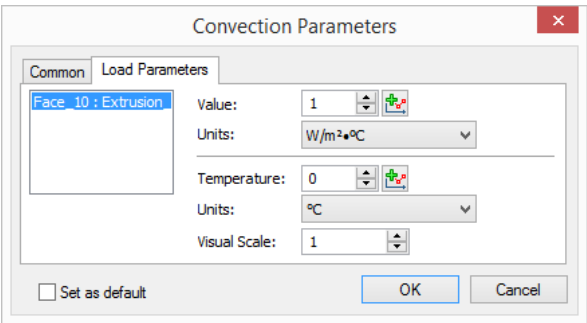 Convection Parameters
Common
Load Parameters
Face_10 : Extrusion_
Value:
1
Units:
W/m²•ºC
Temperature:
0
Units:
ºC
Visual Scale:
1
Set as default
OK
Cancel